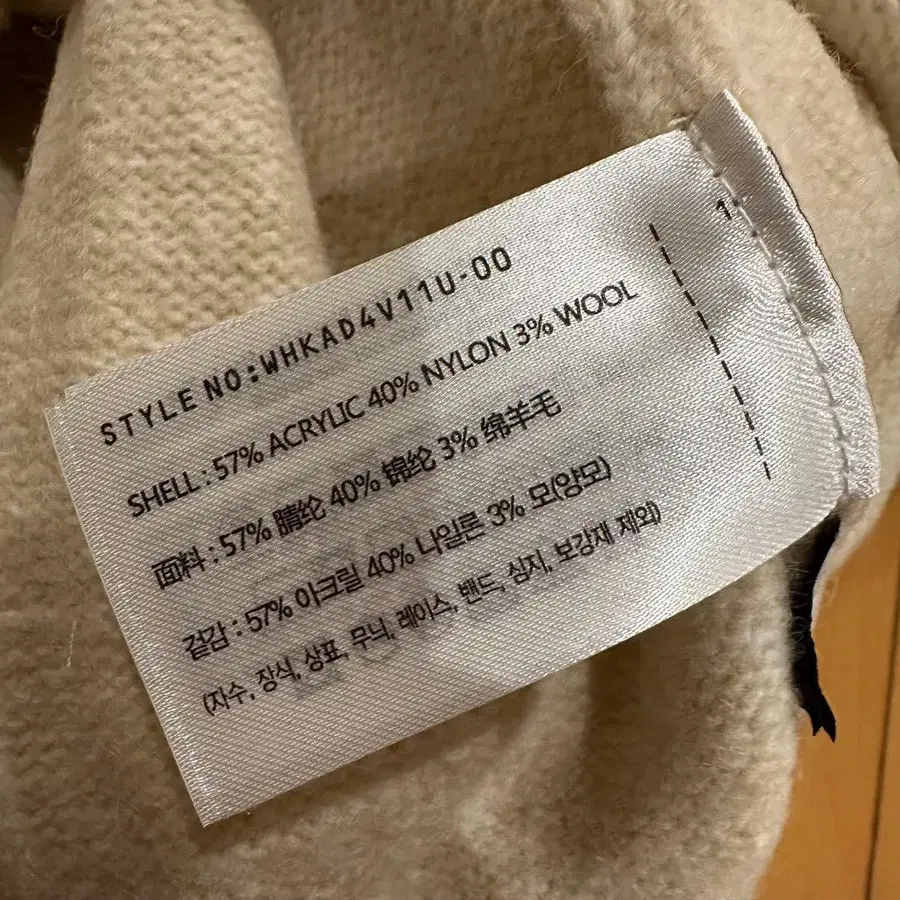 1
STYLE NO:WHKAD4V11U-00
SHELL : 57% ACRYLIC 40% NYLON 3% WOOL
面料 : 57% 腈纶 40% 锦纶 3% 绵羊毛
겉감 : 57% 아크릴 40% 나일론 3% 모(양모)
(자수, 장식, 상표, 무늬, 레이스, 밴드, 심지, 보강재 제외)